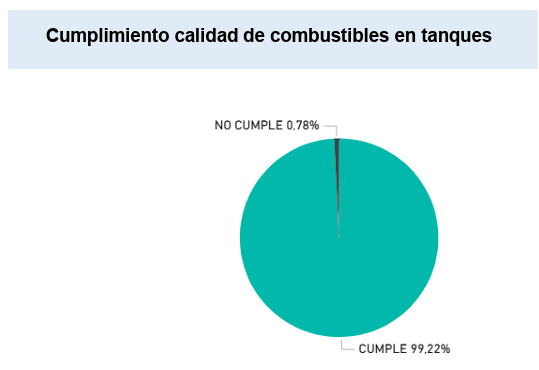 Cumplimiento calidad de combustibles en tanques
NO CUMPLE 0,78%
CUMPLE 99,22%